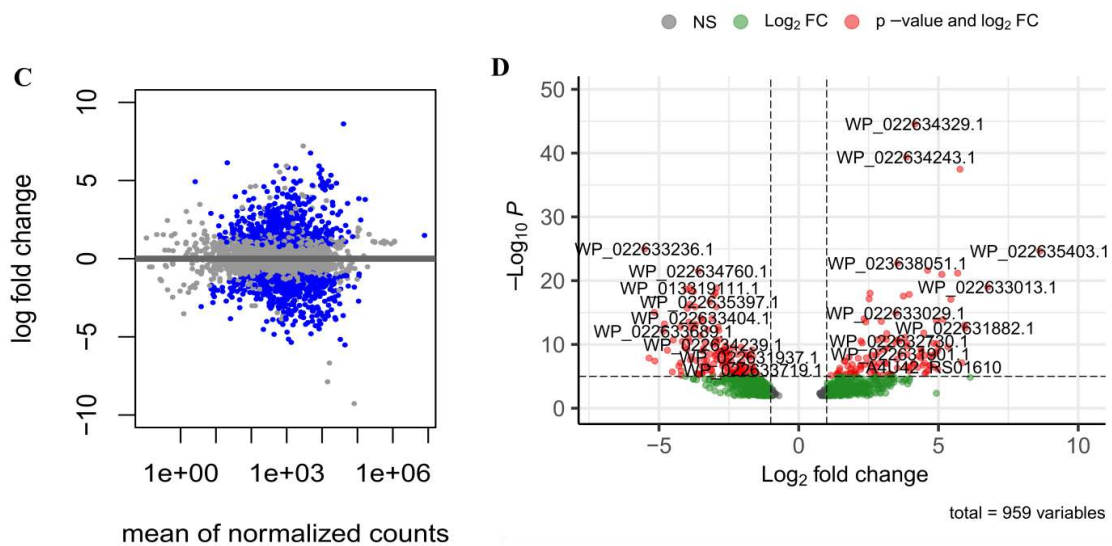 NS Log₂ FC p −value and log₂ FC
C
D
10
5
0
−5
−10
log fold change
1e+00 1e+03 1e+06
mean of normalized counts
50
40
30
20
10
0
−Log₁₀ P
WP_022634329.1
WP_022634243.1
WP_022633236.1
WP_022635403.1
WP_023638051.1
WP_022634760.1
WP_022633013.1
WP_013319111.1
WP_022635397.1
WP_022633029.1
WP_022633404.1
WP_022631882.1
WP_022633689.1
WP_022632730.1
WP_022634239.1
WP_022631901.1
WP_022631937.1
A4U42_RS01610
WP_022633719.1
−5 0 5 10
Log₂ fold change
total = 959 variables